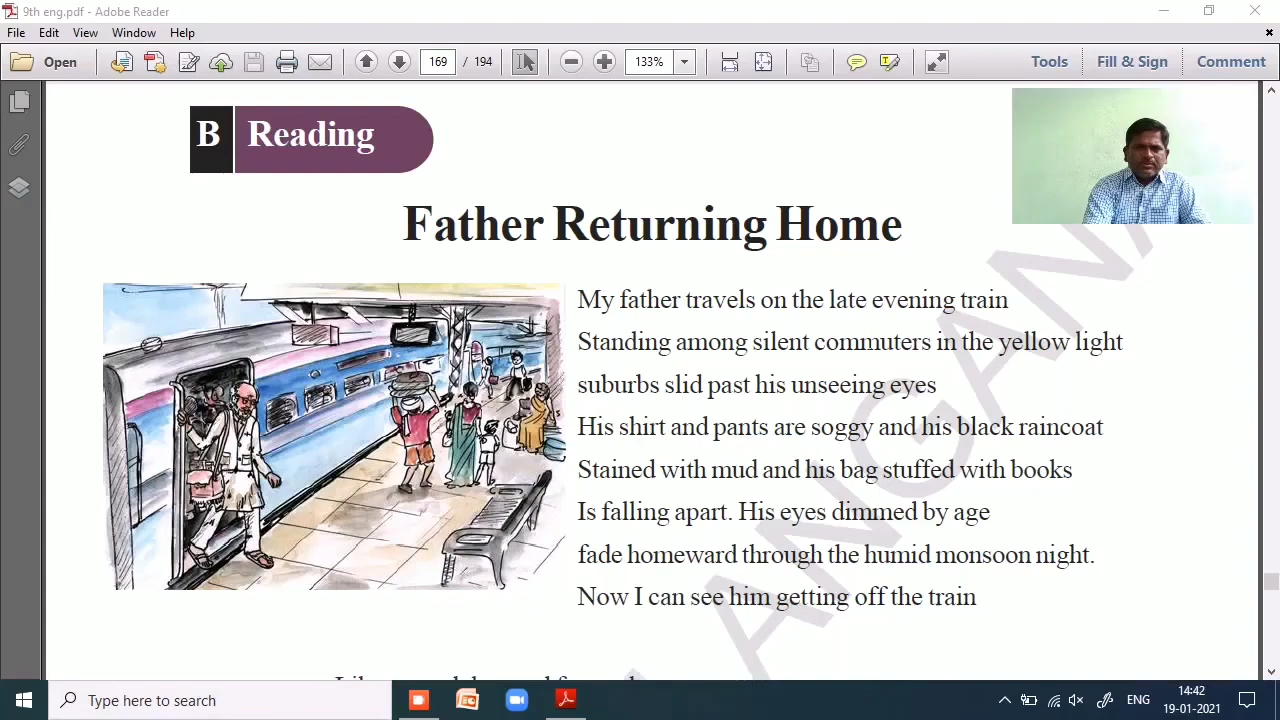 9th eng.pdf - Adobe Reader
File Edit View Window Help
Open 169 / 194 133% Tools Fill & Sign Comment
B Reading
Father Returning Home
My father travels on the late evening train
Standing among silent commuters in the yellow light
suburbs slid past his unseeing eyes
His shirt and pants are soggy and his black raincoat
Stained with mud and his bag stuffed with books
Is falling apart. His eyes dimmed by age
fade homeward through the humid monsoon night.
Now I can see him getting off the train
Type here to search
ENG
14:42
19-01-2021